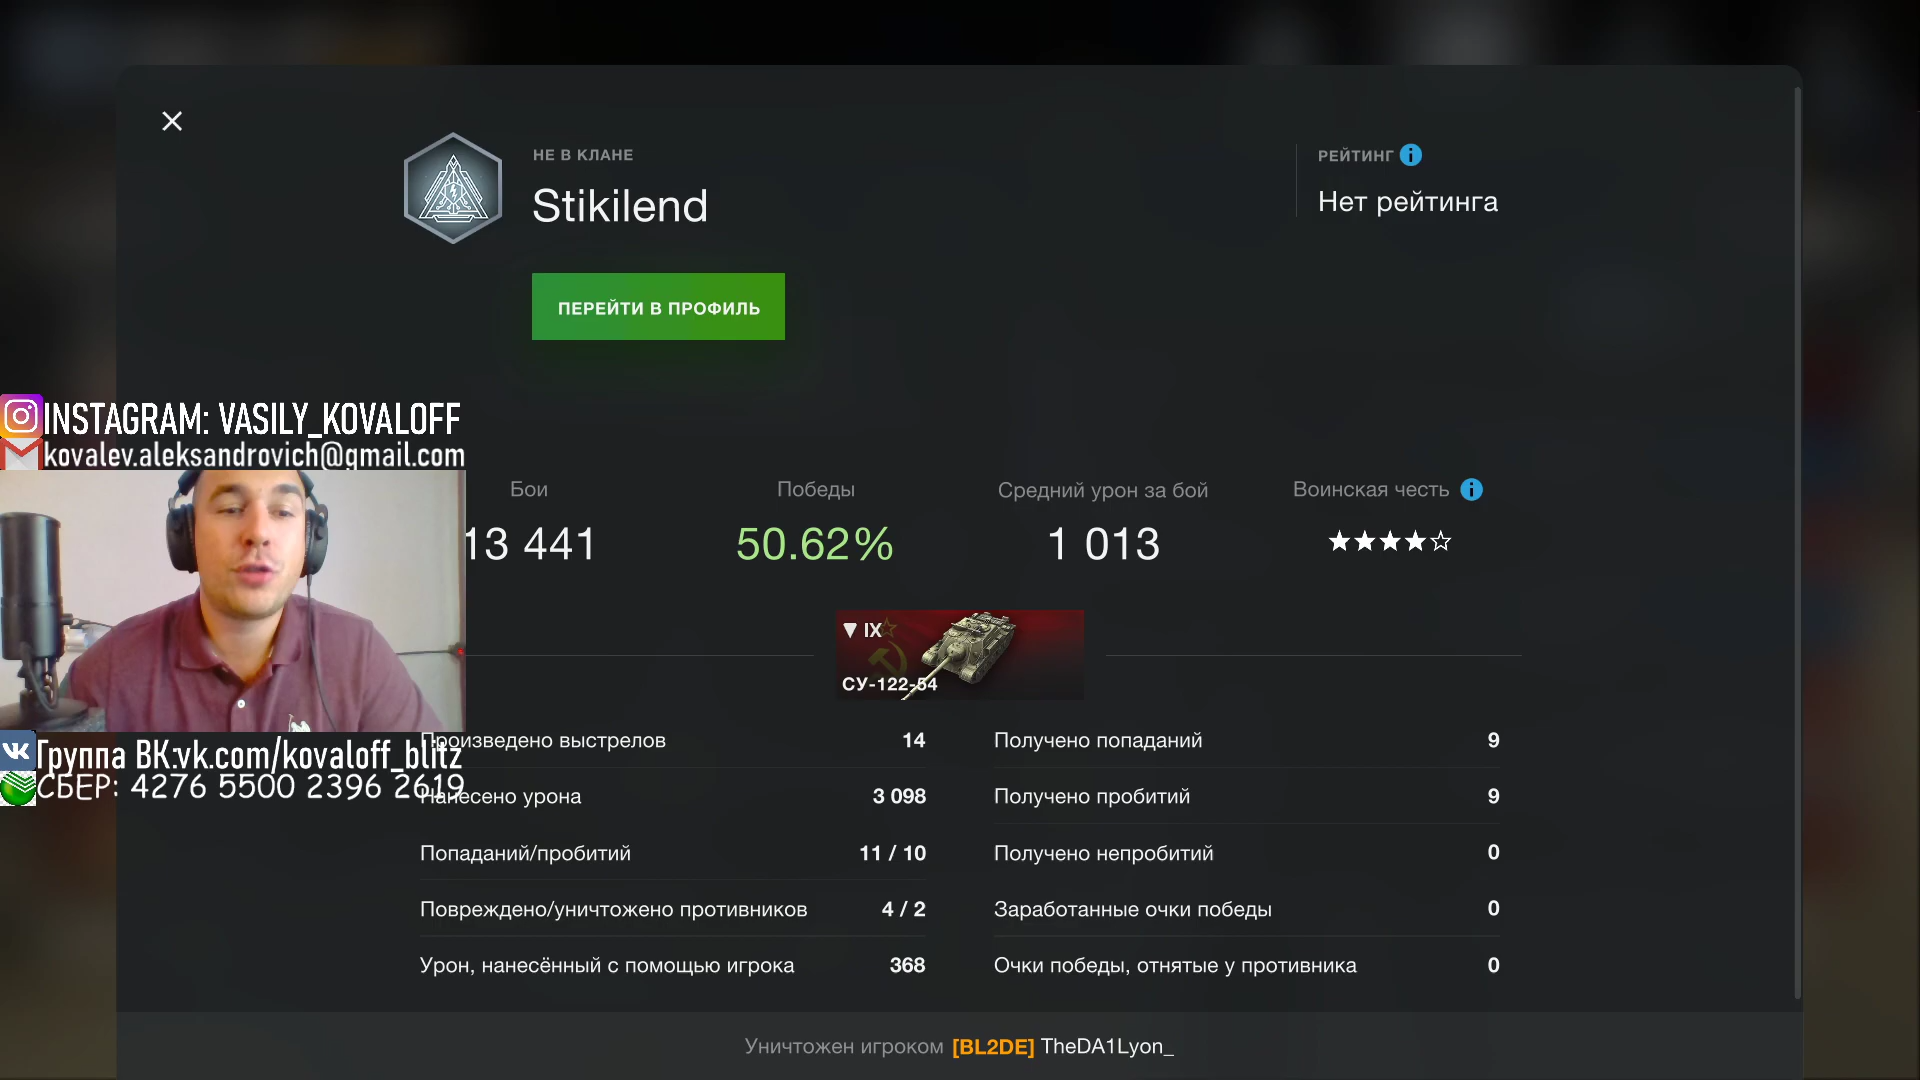 НЕ В КЛАНЕ
Stikilend
РЕЙТИНГ
Нет рейтинга
ПЕРЕЙТИ В ПРОФИЛЬ
INSTAGRAM: VASILY_KOVALOFF
kovalev.aleksandrovich@gmail.com
Бои
13 441
Победы
50.62%
Средний урон за бой
1 013
Воинская честь
IX
СУ-122-54
Группа ВК:vk.com/kovaloff_blitz
СБЕР: 4276 5500 2396 2619
Произведено выстрелов 14
Нанесено урона 3 098
Попаданий/пробитий 11 / 10
Повреждено/уничтожено противников 4 / 2
Урон, нанесённый с помощью игрока 368
Получено попаданий 9
Получено пробитий 9
Получено непробитий 0
Заработанные очки победы 0
Очки победы, отнятые у противника 0
Уничтожен игроком [BL2DE] TheDA1Lyon_